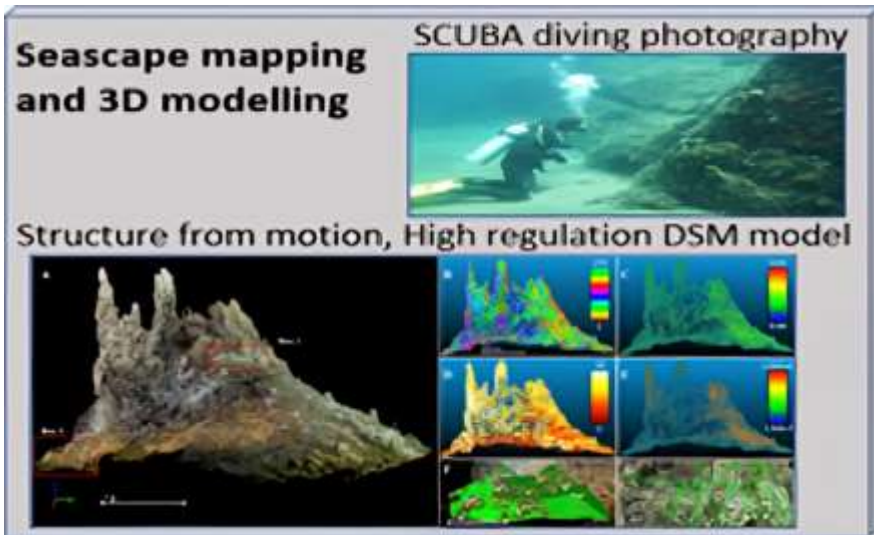 Seascape mapping
and 3D modelling
SCUBA diving photography
Structure from motion, High regulation DSM model
A
B
C
D
E
F